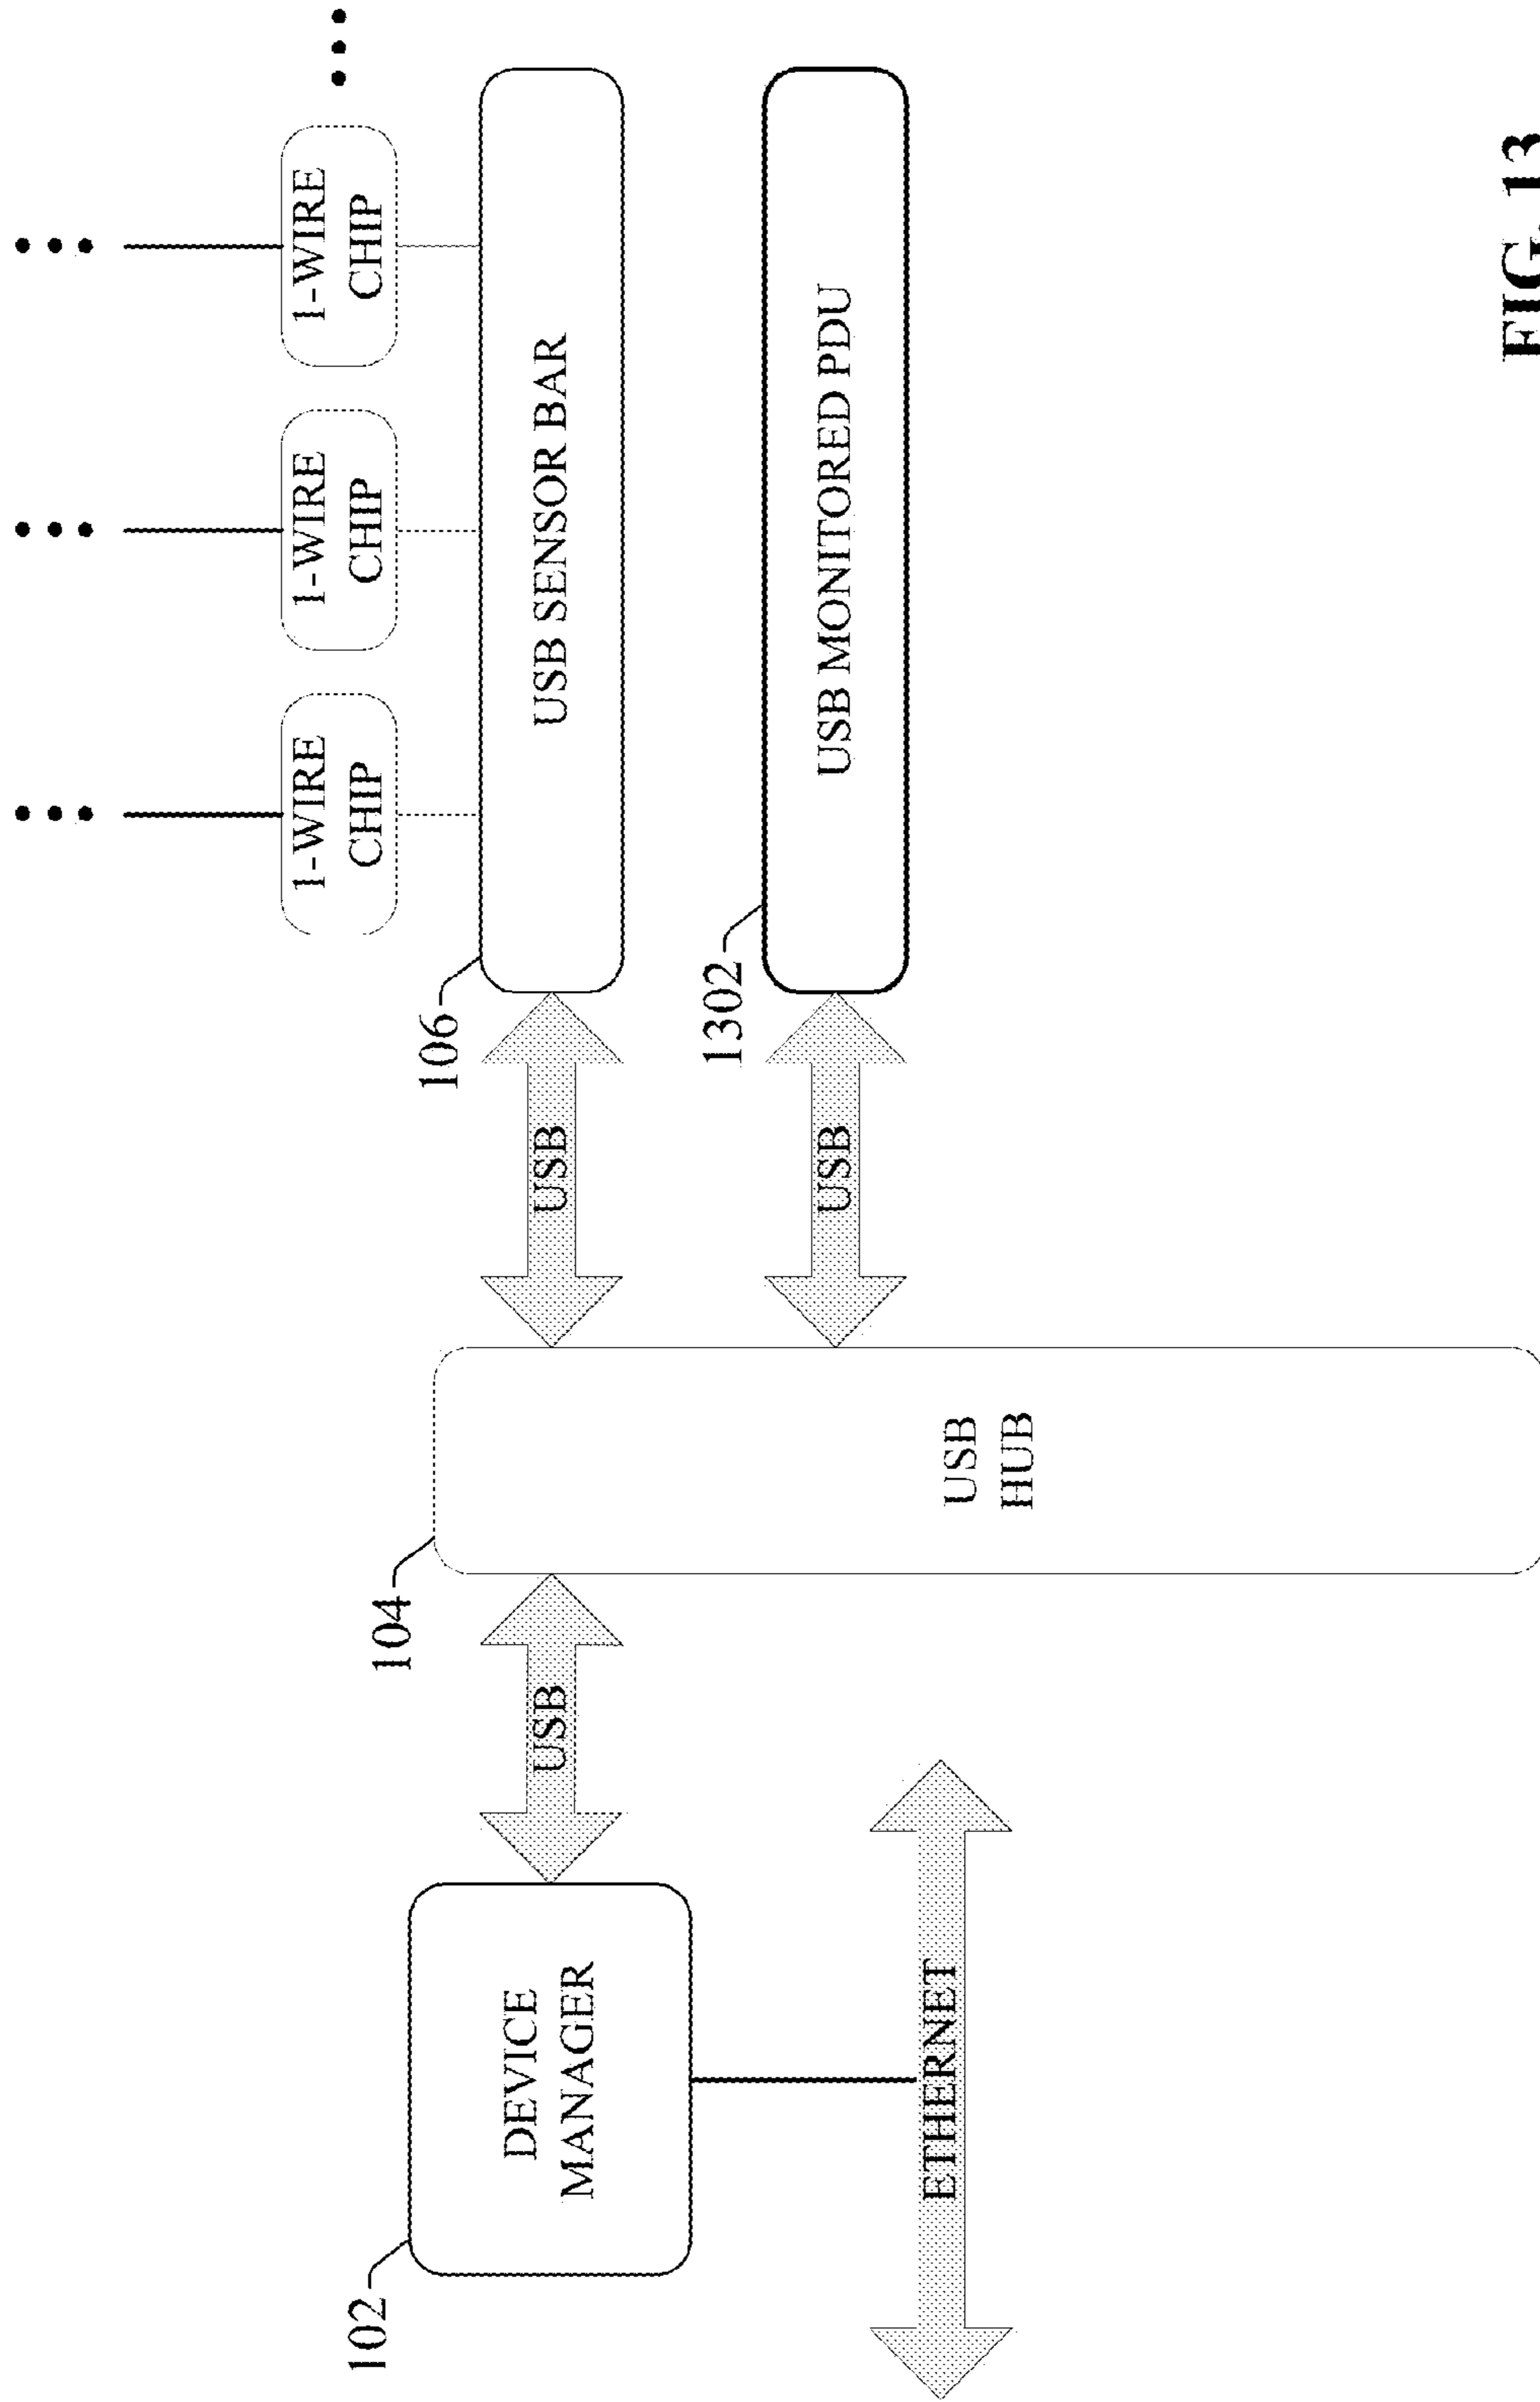 1-WIRE
CHIP
1-WIRE
CHIP
1-WIRE
CHIP
102
DEVICE
MANAGER
USB
104
USB
HUB
USB
106
USB SENSOR BAR
USB
1302
USB MONITORED PDU
ETHERNET
FIG. 13